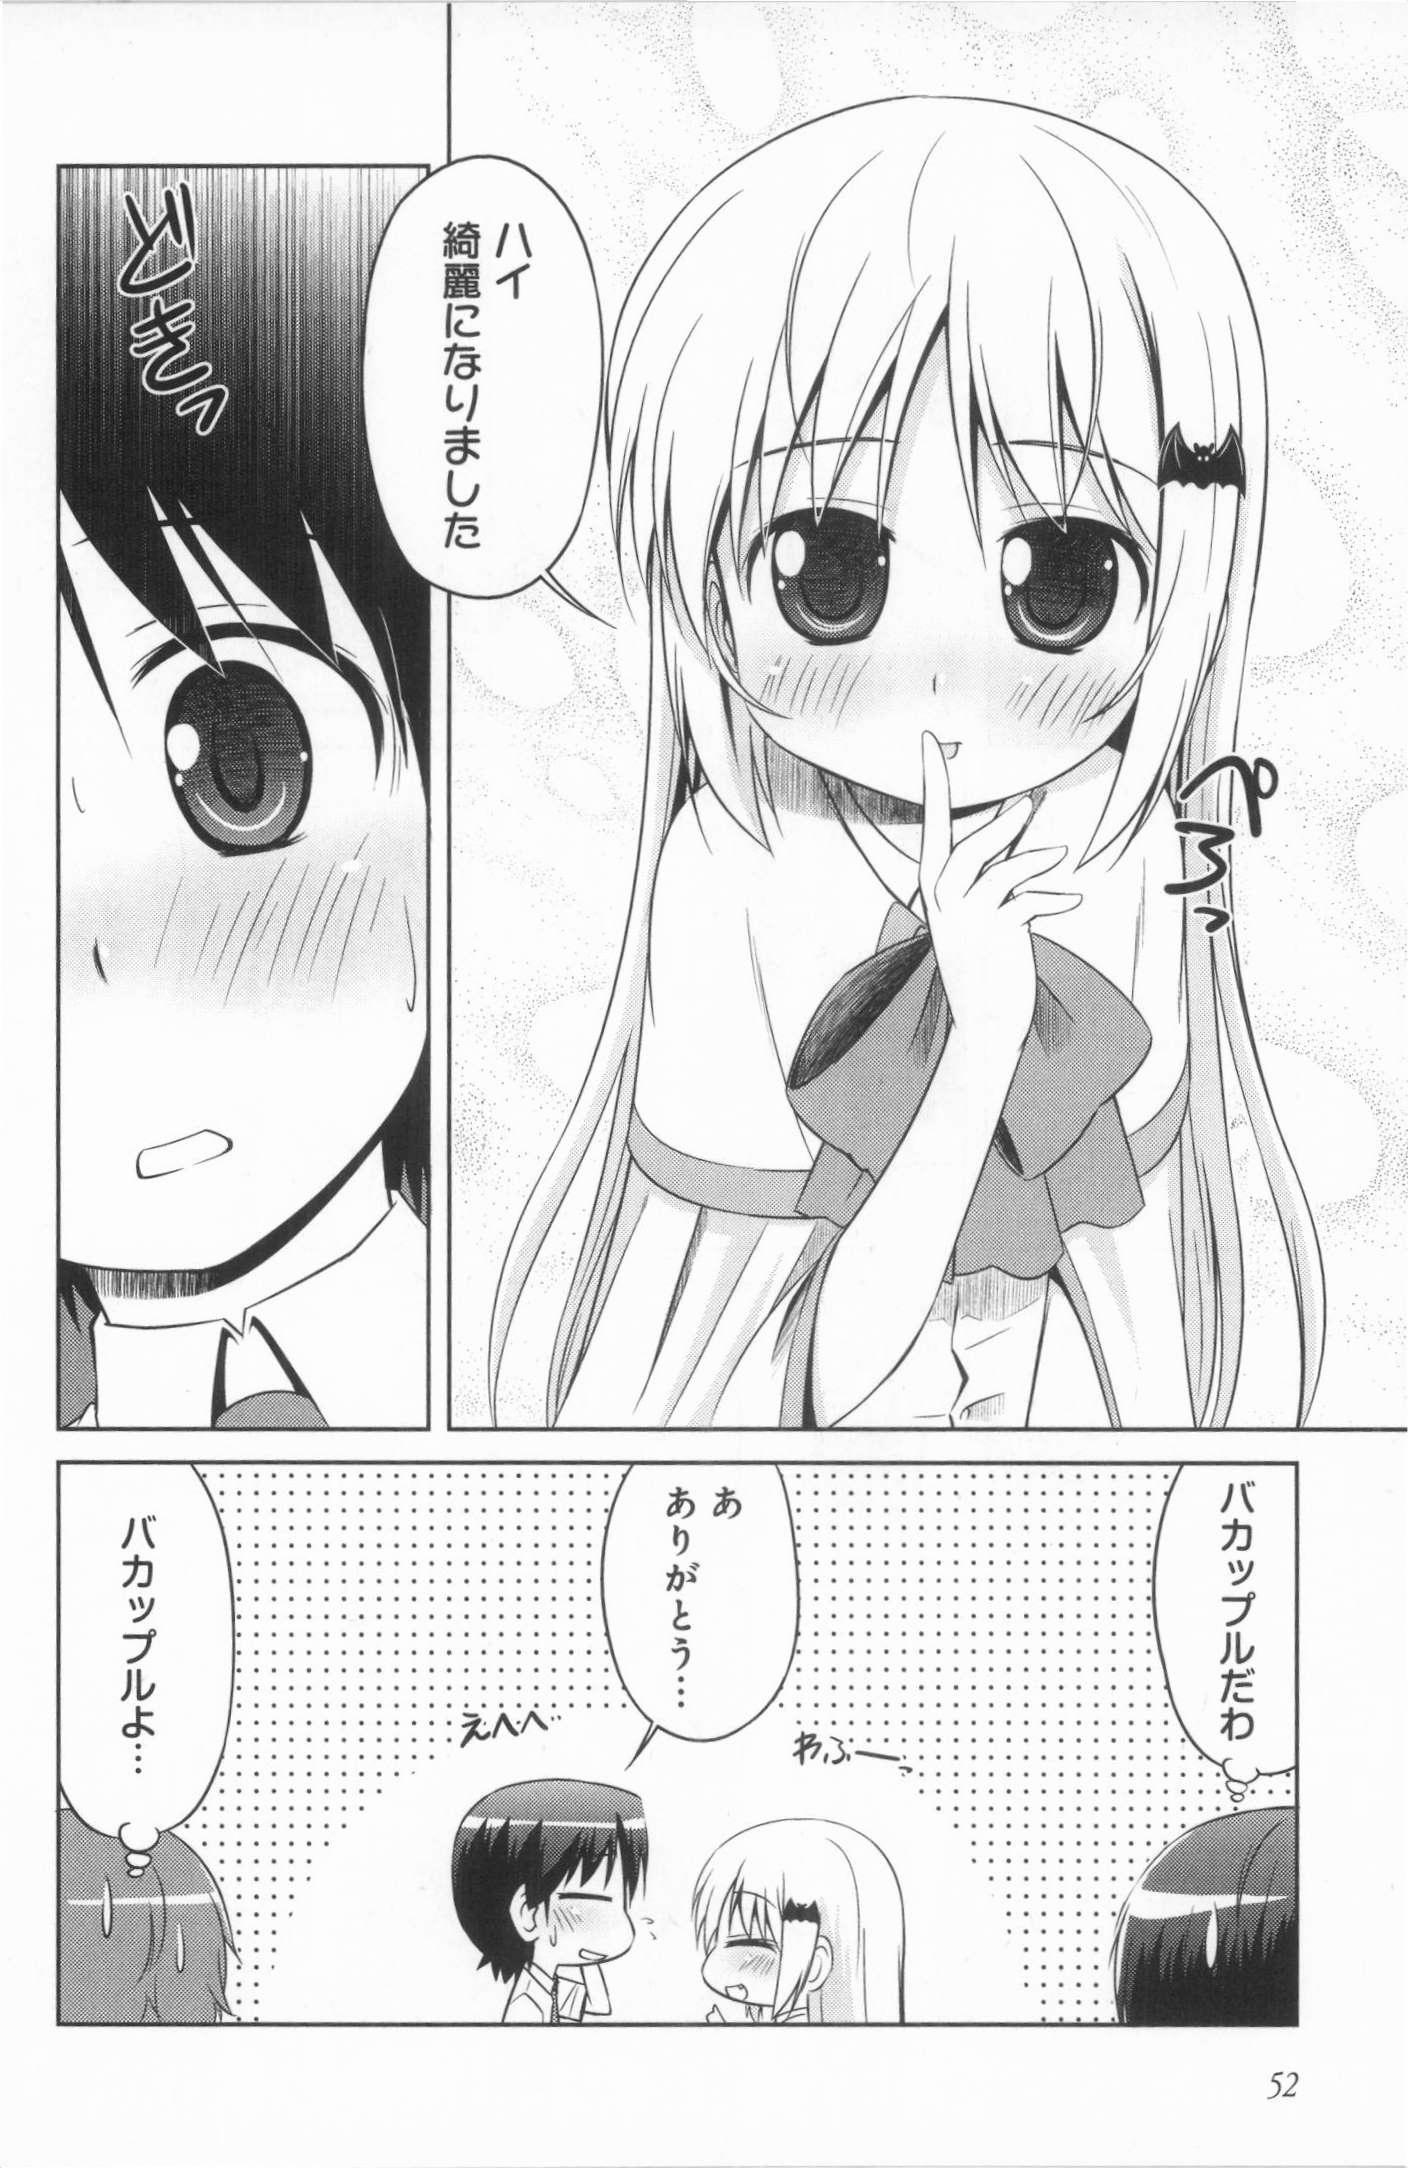 ハイ
綺麗になりました
ペろっ
どきっ
バカップルだわ
あ
ありがとう…
わふーっ
えへへ
バカップルよ…
52